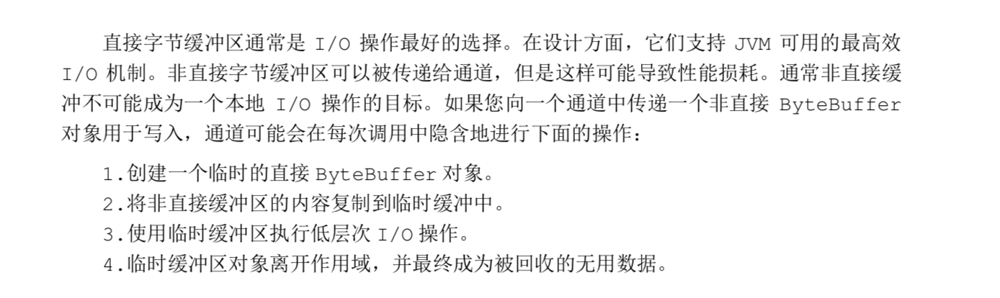 直接字节缓冲区通常是 I/O 操作最好的选择。在设计方面，它们支持 JVM 可用的最高效
I/O 机制。非直接字节缓冲区可以被传递给通道，但是这样可能导致性能损耗。通常非直接缓
冲不可能成为一个本地 I/O 操作的目标。如果您向一个通道中传递一个非直接 ByteBuffer
对象用于写入，通道可能会在每次调用中隐含地进行下面的操作：
1.创建一个临时的直接 ByteBuffer 对象。
2.将非直接缓冲区的内容复制到临时缓冲中。
3.使用临时缓冲区执行低层次 I/O 操作。
4.临时缓冲区对象离开作用域，并最终成为被回收的无用数据。